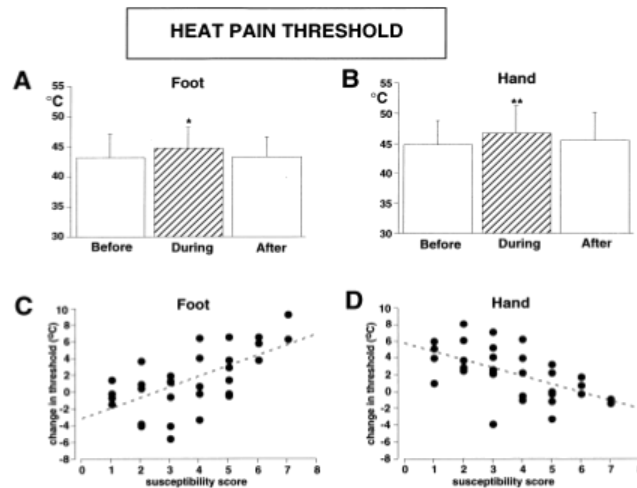 HEAT PAIN THRESHOLD
A
Foot
°C
55
50
45
40
35
30
*
Before During After
B
Hand
°C
55
50
45
40
35
30
**
Before During After
C
Foot
change in threshold (°C)
10
8
6
4
2
0
-2
-4
-6
-8
0 1 2 3 4 5 6 7 8
susceptibility score
D
Hand
change in threshold (°C)
10
8
6
4
2
0
-2
-4
-6
-8
0 1 2 3 4 5 6 7 8
susceptibility score